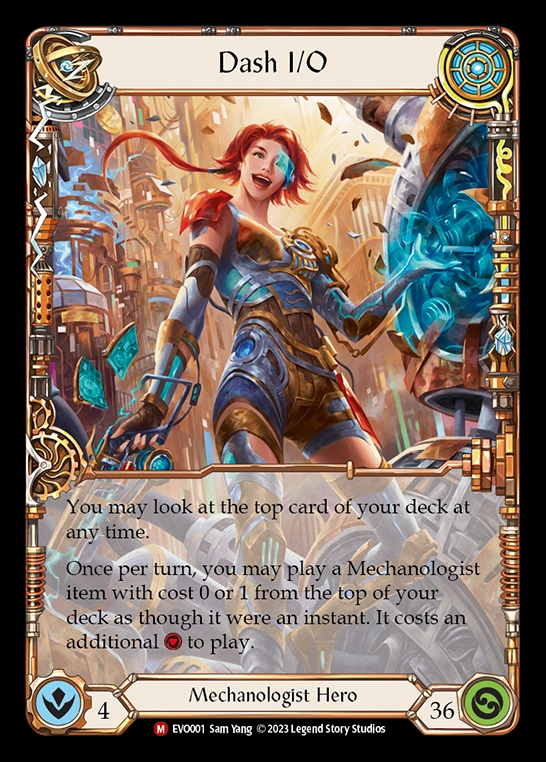 Dash I/O
You may look at the top card of your deck at
any time.
Once per turn, you may play a Mechanologist
item with cost 0 or 1 from the top of your
deck as though it were an instant. It costs an
additional to play.
4
Mechanologist Hero
36
M EVO001 Sam Yang © 2023 Legend Story Studios